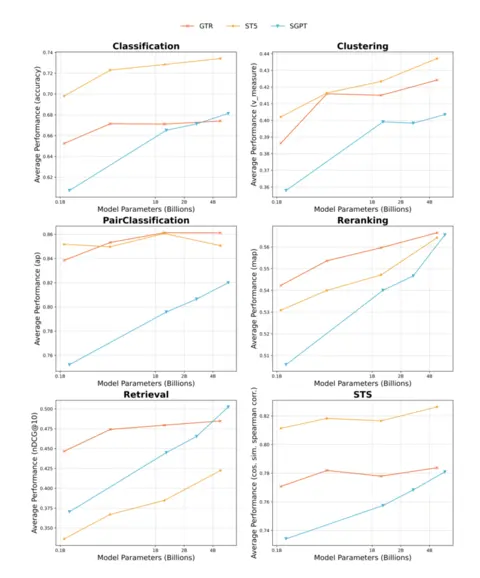 GTR ST5 SGPT
Classification
Average Performance (accuracy)
0.74
0.72
0.70
0.68
0.66
0.64
0.62
0.1B 1B 2B 4B
Model Parameters (Billions)
Clustering
Average Performance (v_measure)
0.44
0.43
0.42
0.41
0.40
0.39
0.38
0.37
0.36
0.1B 1B 2B 4B
Model Parameters (Billions)
PairClassification
Average Performance (ap)
0.86
0.84
0.82
0.80
0.78
0.76
0.1B 1B 2B 4B
Model Parameters (Billions)
Reranking
Average Performance (map)
0.56
0.55
0.54
0.53
0.52
0.51
0.1B 1B 2B 4B
Model Parameters (Billions)
Retrieval
Average Performance (nDCG@10)
0.500
0.475
0.450
0.425
0.400
0.375
0.350
0.1B 1B 2B 4B
Model Parameters (Billions)
STS
Average Performance (cos. sim. spearman corr.)
0.82
0.80
0.78
0.76
0.74
0.1B 1B 2B 4B
Model Parameters (Billions)